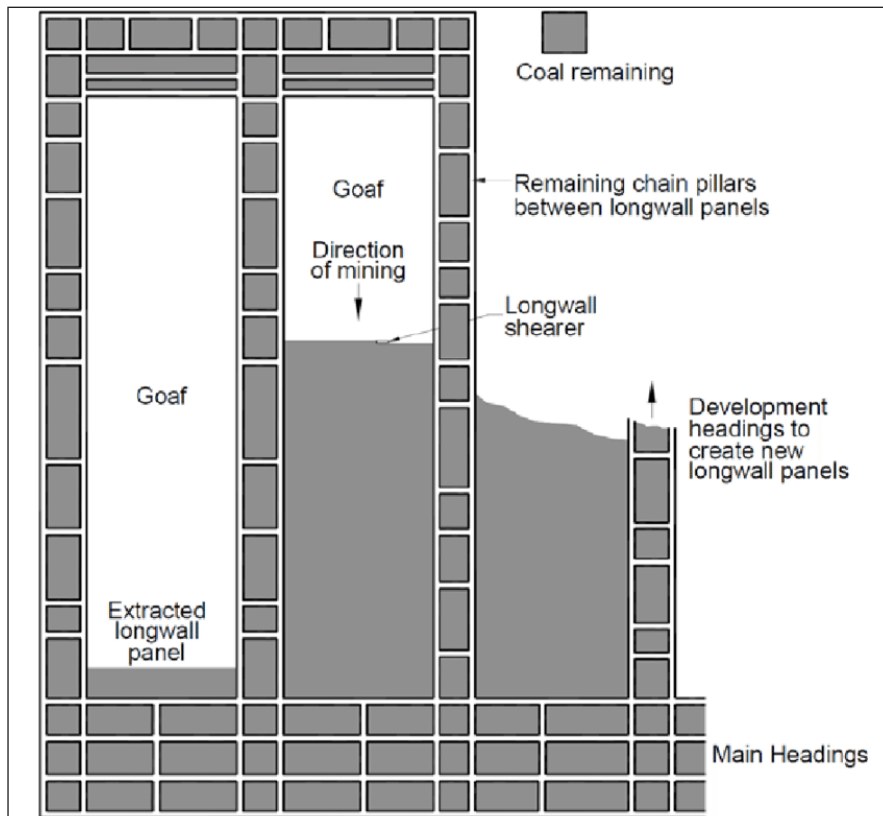 Coal remaining
Goaf
Remaining chain pillars
between longwall panels
Direction
of mining
Longwall
shearer
Goaf
Development
headings to
create new
longwall panels
Extracted
longwall
panel
Main Headings